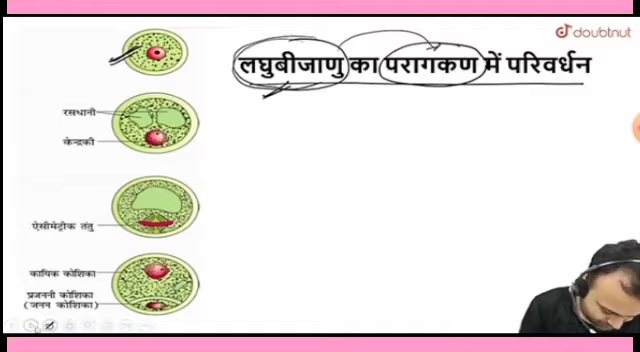 doubtnut
लघुबीजाणु का परागकण में परिवर्धन
रसधानी
केन्द्रकी
ऐसीमेट्रीक तंतु
कायिक कोशिका
प्रजननी कोशिका
(जनन कोशिका)